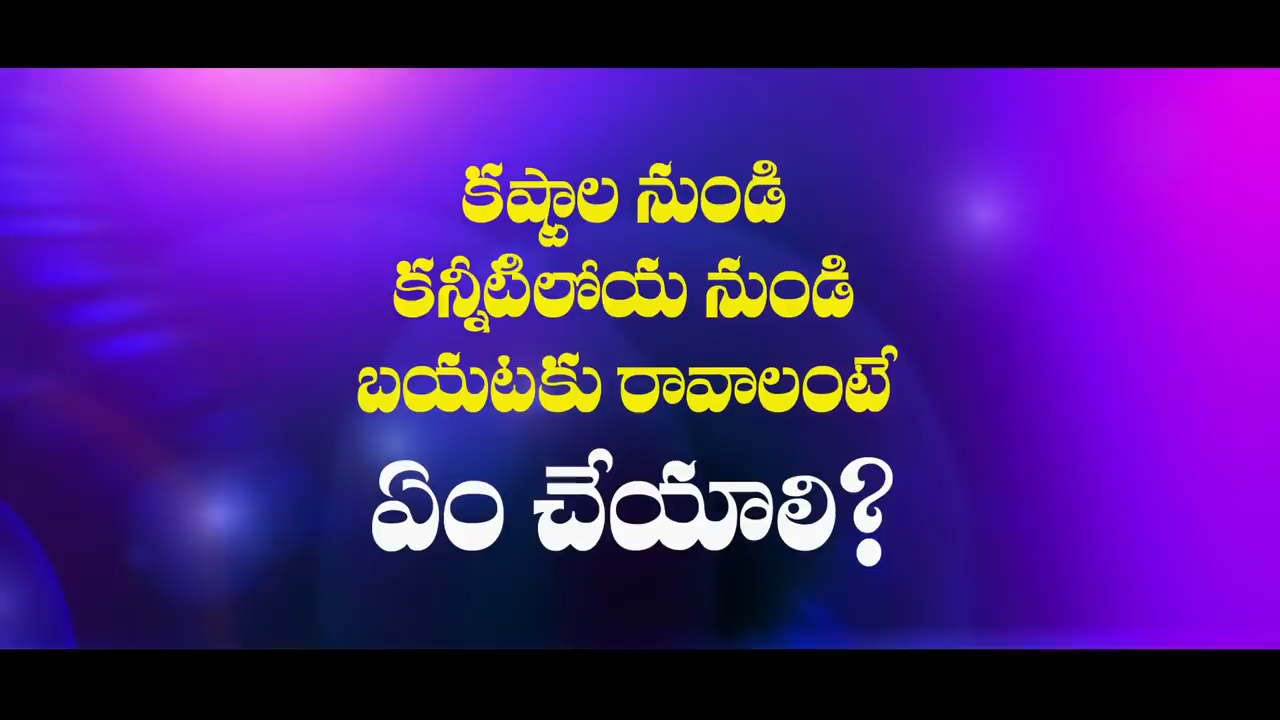 కష్టాల నుండి
కన్నీటిలోయ నుండి
బయటకు రావాలంటే
ఏం చేయాలి?